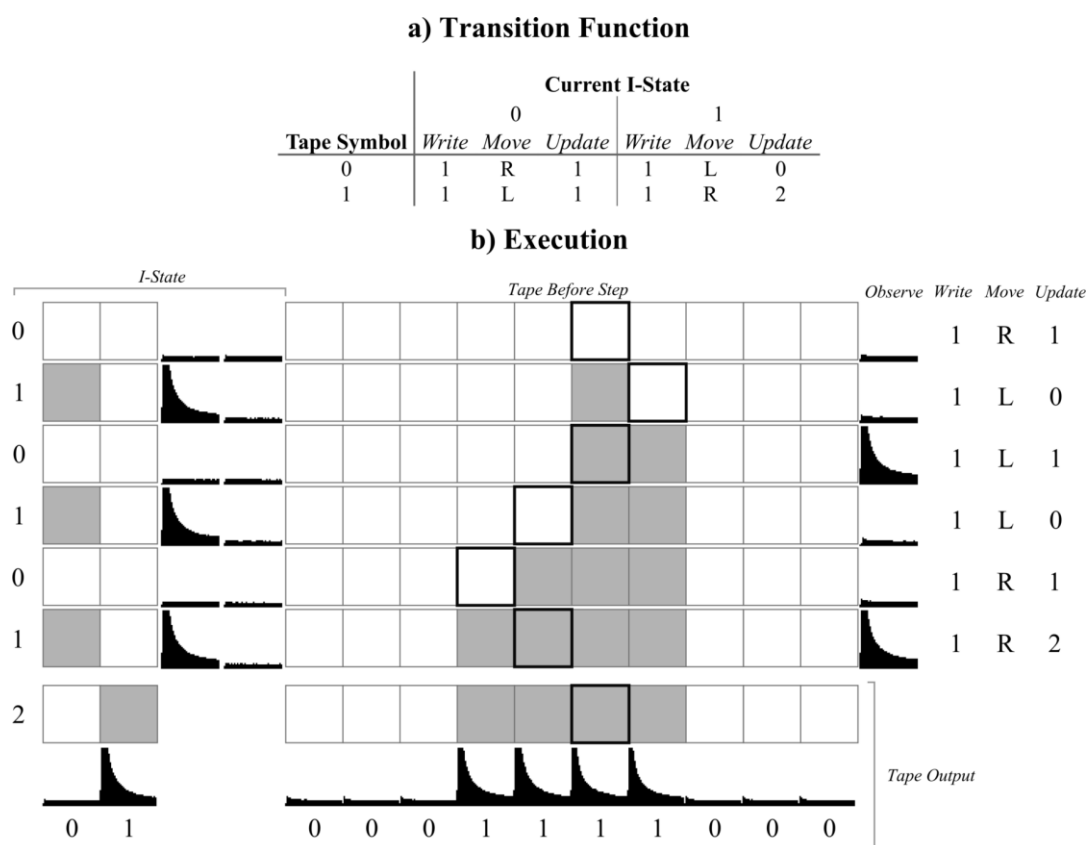 a) Transition Function
Current I-State
0 1
Tape Symbol Write Move Update Write Move Update
0 1 R 1 1 L 0
1 1 L 1 1 R 2
b) Execution
I-State Tape Before Step Observe Write Move Update
0 1 R 1
1 1 L 0
0 1 L 1
1 1 L 0
0 1 R 1
1 1 R 2
2
Tape Output
0 1 0 0 0 1 1 1 1 0 0 0